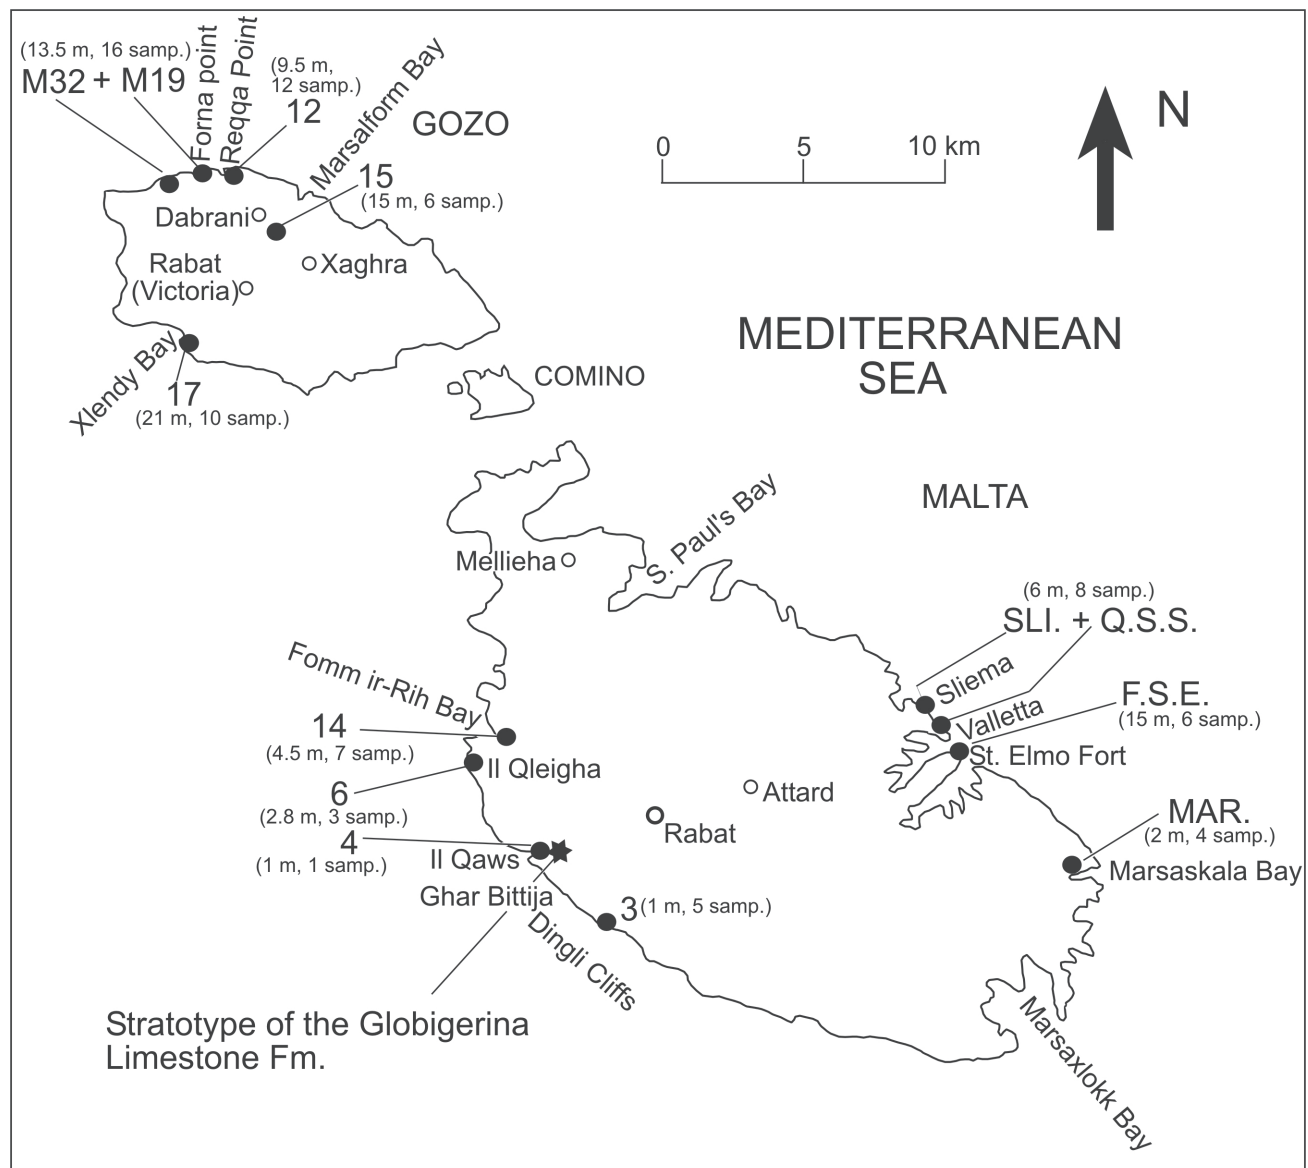 (13.5 m, 16 samp.)
M32 + M19
Forna point
Reqqa Point
(9.5 m,
12 samp.)
12
Marsalform Bay
GOZO
0 5 10 km
N
15
(15 m, 6 samp.)
Dabrani
Rabat
(Victoria)
Xaghra
MEDITERRANEAN
SEA
Xlendy Bay
17
(21 m, 10 samp.)
COMINO
MALTA
S. Paul's Bay
Mellieha
(6 m, 8 samp.)
SLI. + Q.S.S.
Sliema
Fomm ir-Rih Bay
F.S.E.
(15 m, 6 samp.)
Valletta
14
(4.5 m, 7 samp.)
St. Elmo Fort
Il Qleigha
6
(2.8 m, 3 samp.)
Attard
Rabat
MAR.
(2 m, 4 samp.)
4
(1 m, 1 samp.)
Il Qaws
Marsaskala Bay
Ghar Bittija
3 (1 m, 5 samp.)
Dingli Cliffs
Stratotype of the Globigerina
Limestone Fm.
Marsaxlokk Bay